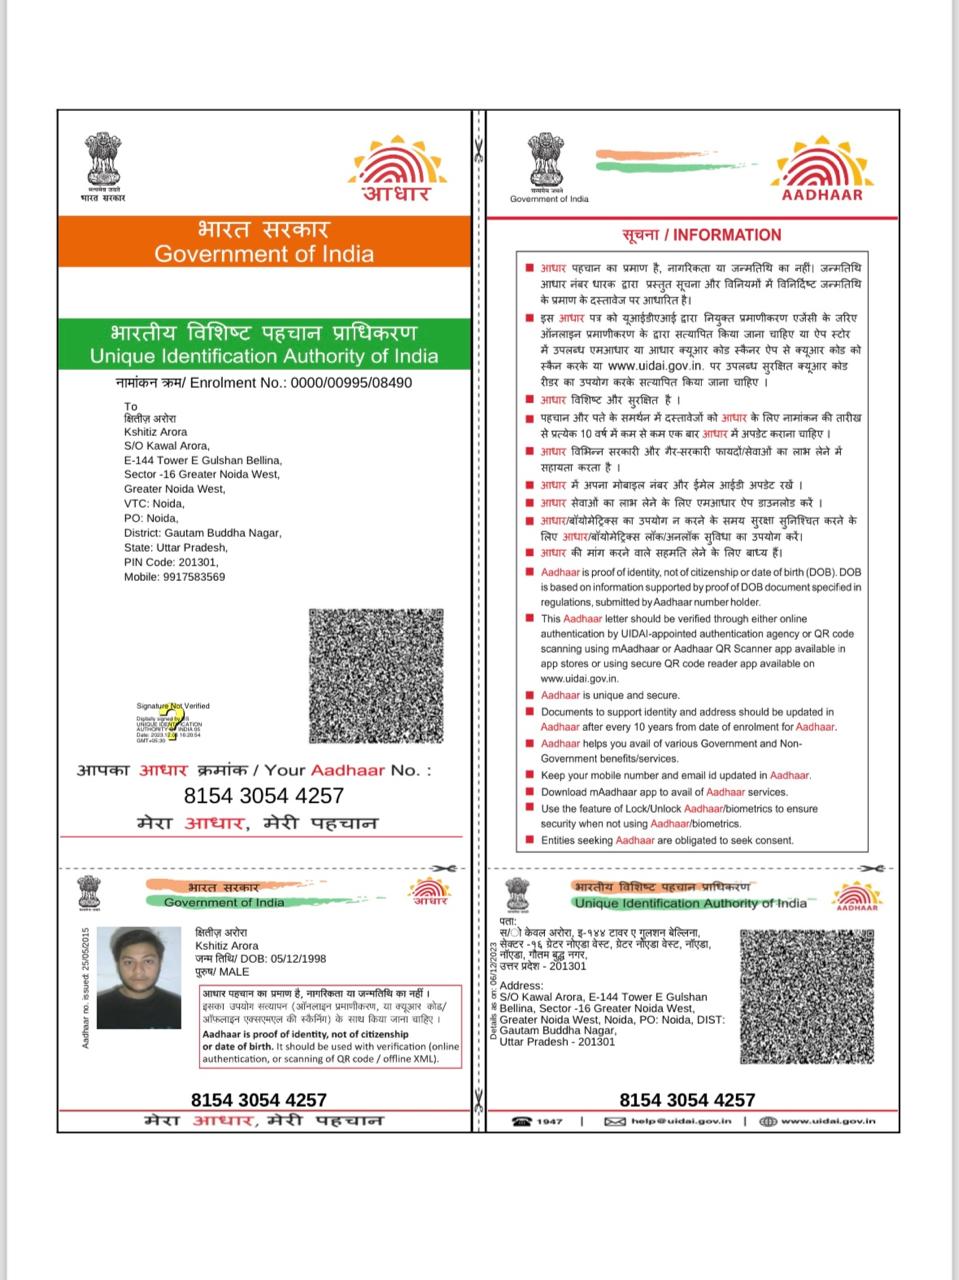 सत्यमेव जयते
भारत सरकार
आधार
भारत सरकार
Government of India
भारतीय विशिष्ट पहचान प्राधिकरण
Unique Identification Authority of India
नामांकन क्रम/ Enrolment No.: 0000/00995/08490
To
क्षितीज़ अरोरा
Kshitiz Arora
S/O Kawal Arora,
E-144 Tower E Gulshan Bellina,
Sector -16 Greater Noida West,
Greater Noida West,
VTC: Noida,
PO: Noida,
District: Gautam Buddha Nagar,
State: Uttar Pradesh,
PIN Code: 201301,
Mobile: 9917583569
Signature Not Verified
Digitally signed by
UNIQUE IDENTIFICATION
AUTHORITY OF INDIA 05
GMT+05:30
आपका आधार क्रमांक / Your Aadhaar No. :
8154 3054 4257
मेरा आधार, मेरी पहचान
सत्यमेव जयते
Government of India
AADHAAR
सूचना / INFORMATION
आधार पहचान का प्रमाण है, नागरिकता या जन्मतिथि का नहीं। जन्मतिथि
आधार नंबर धारक द्वारा प्रस्तुत सूचना और विनियमों में विनिर्दिष्ट जन्मतिथि
के प्रमाण के दस्तावेज पर आधारित है।
इस आधार पत्र को यूआईडीएआई द्वारा नियुक्त प्रमाणीकरण एजेंसी के जरिए
ऑनलाइन प्रमाणीकरण के द्वारा सत्यापित किया जाना चाहिए या ऐप स्टोर
में उपलब्ध एमआधार या आधार क्यूआर कोड स्कैनर ऐप से क्यूआर कोड को
स्कैन करके या www.uidai.gov.in. पर उपलब्ध सुरक्षित क्यूआर कोड
रीडर का उपयोग करके सत्यापित किया जाना चाहिए ।
आधार विशिष्ट और सुरक्षित है ।
पहचान और पते के समर्थन में दस्तावेजों को आधार के लिए नामांकन की तारीख
से प्रत्येक 10 वर्ष में कम से कम एक बार आधार में अपडेट कराना चाहिए ।
आधार विभिन्न सरकारी और गैर-सरकारी फायदों/सेवाओं का लाभ लेने में
सहायता करता है ।
आधार में अपना मोबाइल नंबर और ईमेल आईडी अपडेट रखें ।
आधार सेवाओं का लाभ लेने के लिए एमआधार ऐप डाउनलोड करें ।
आधार/बॉयोमेट्रिक्स का उपयोग न करने के समय सुरक्षा सुनिश्चित करने के
लिए आधार/बॉयोमेट्रिक्स लॉक/अनलॉक सुविधा का उपयोग करें।
आधार की मांग करने वाले सहमति लेने के लिए बाध्य हैं।
Aadhaar is proof of identity, not of citizenship or date of birth (DOB). DOB
is based on information supported by proof of DOB document specified in
regulations, submitted by Aadhaar number holder.
This Aadhaar letter should be verified through either online
authentication by UIDAI-appointed authentication agency or QR code
scanning using mAadhaar or Aadhaar QR Scanner app available in
app stores or using secure QR code reader app available on
www.uidai.gov.in.
Aadhaar is unique and secure.
Documents to support identity and address should be updated in
Aadhaar after every 10 years from date of enrolment for Aadhaar.
Aadhaar helps you avail of various Government and Non-
Government benefits/services.
Keep your mobile number and email id updated in Aadhaar.
Download mAadhaar app to avail of Aadhaar services.
Use the feature of Lock/Unlock Aadhaar/biometrics to ensure
security when not using Aadhaar/biometrics.
Entities seeking Aadhaar are obligated to seek consent.
भारत सरकार
Government of India
आधार
Aadhaar no. issued: 25/05/2015
क्षितीज़ अरोरा
Kshitiz Arora
जन्म तिथि/ DOB: 05/12/1998
पुरुष/ MALE
आधार पहचान का प्रमाण है, नागरिकता या जन्मतिथि का नहीं ।
इसका उपयोग सत्यापन (ऑनलाइन प्रमाणीकरण, या क्यूआर कोड/
ऑफलाइन एक्सएमएल की स्कैनिंग) के साथ किया जाना चाहिए ।
Aadhaar is proof of identity, not of citizenship
or date of birth. It should be used with verification (online
authentication, or scanning of QR code / offline XML).
8154 3054 4257
मेरा आधार, मेरी पहचान
भारतीय विशिष्ट पहचान प्राधिकरण
Unique Identification Authority of India
AADHAAR
Details as on: 06/12/2023
पता:
स/ो केवल अरोरा, इ-१४४ टावर ए गुलशन बेल्लिना,
सेक्टर -१६ ग्रेटर नोएडा वेस्ट, ग्रेटर नॉएडा वेस्ट, नॉएडा,
नॉएडा, गौतम बुद्ध नगर,
उत्तर प्रदेश - 201301
Address:
S/O Kawal Arora, E-144 Tower E Gulshan
Bellina, Sector -16 Greater Noida West,
Greater Noida West, Noida, PO: Noida, DIST:
Gautam Buddha Nagar,
Uttar Pradesh - 201301
8154 3054 4257
1947 | help@uidai.gov.in | www.uidai.gov.in